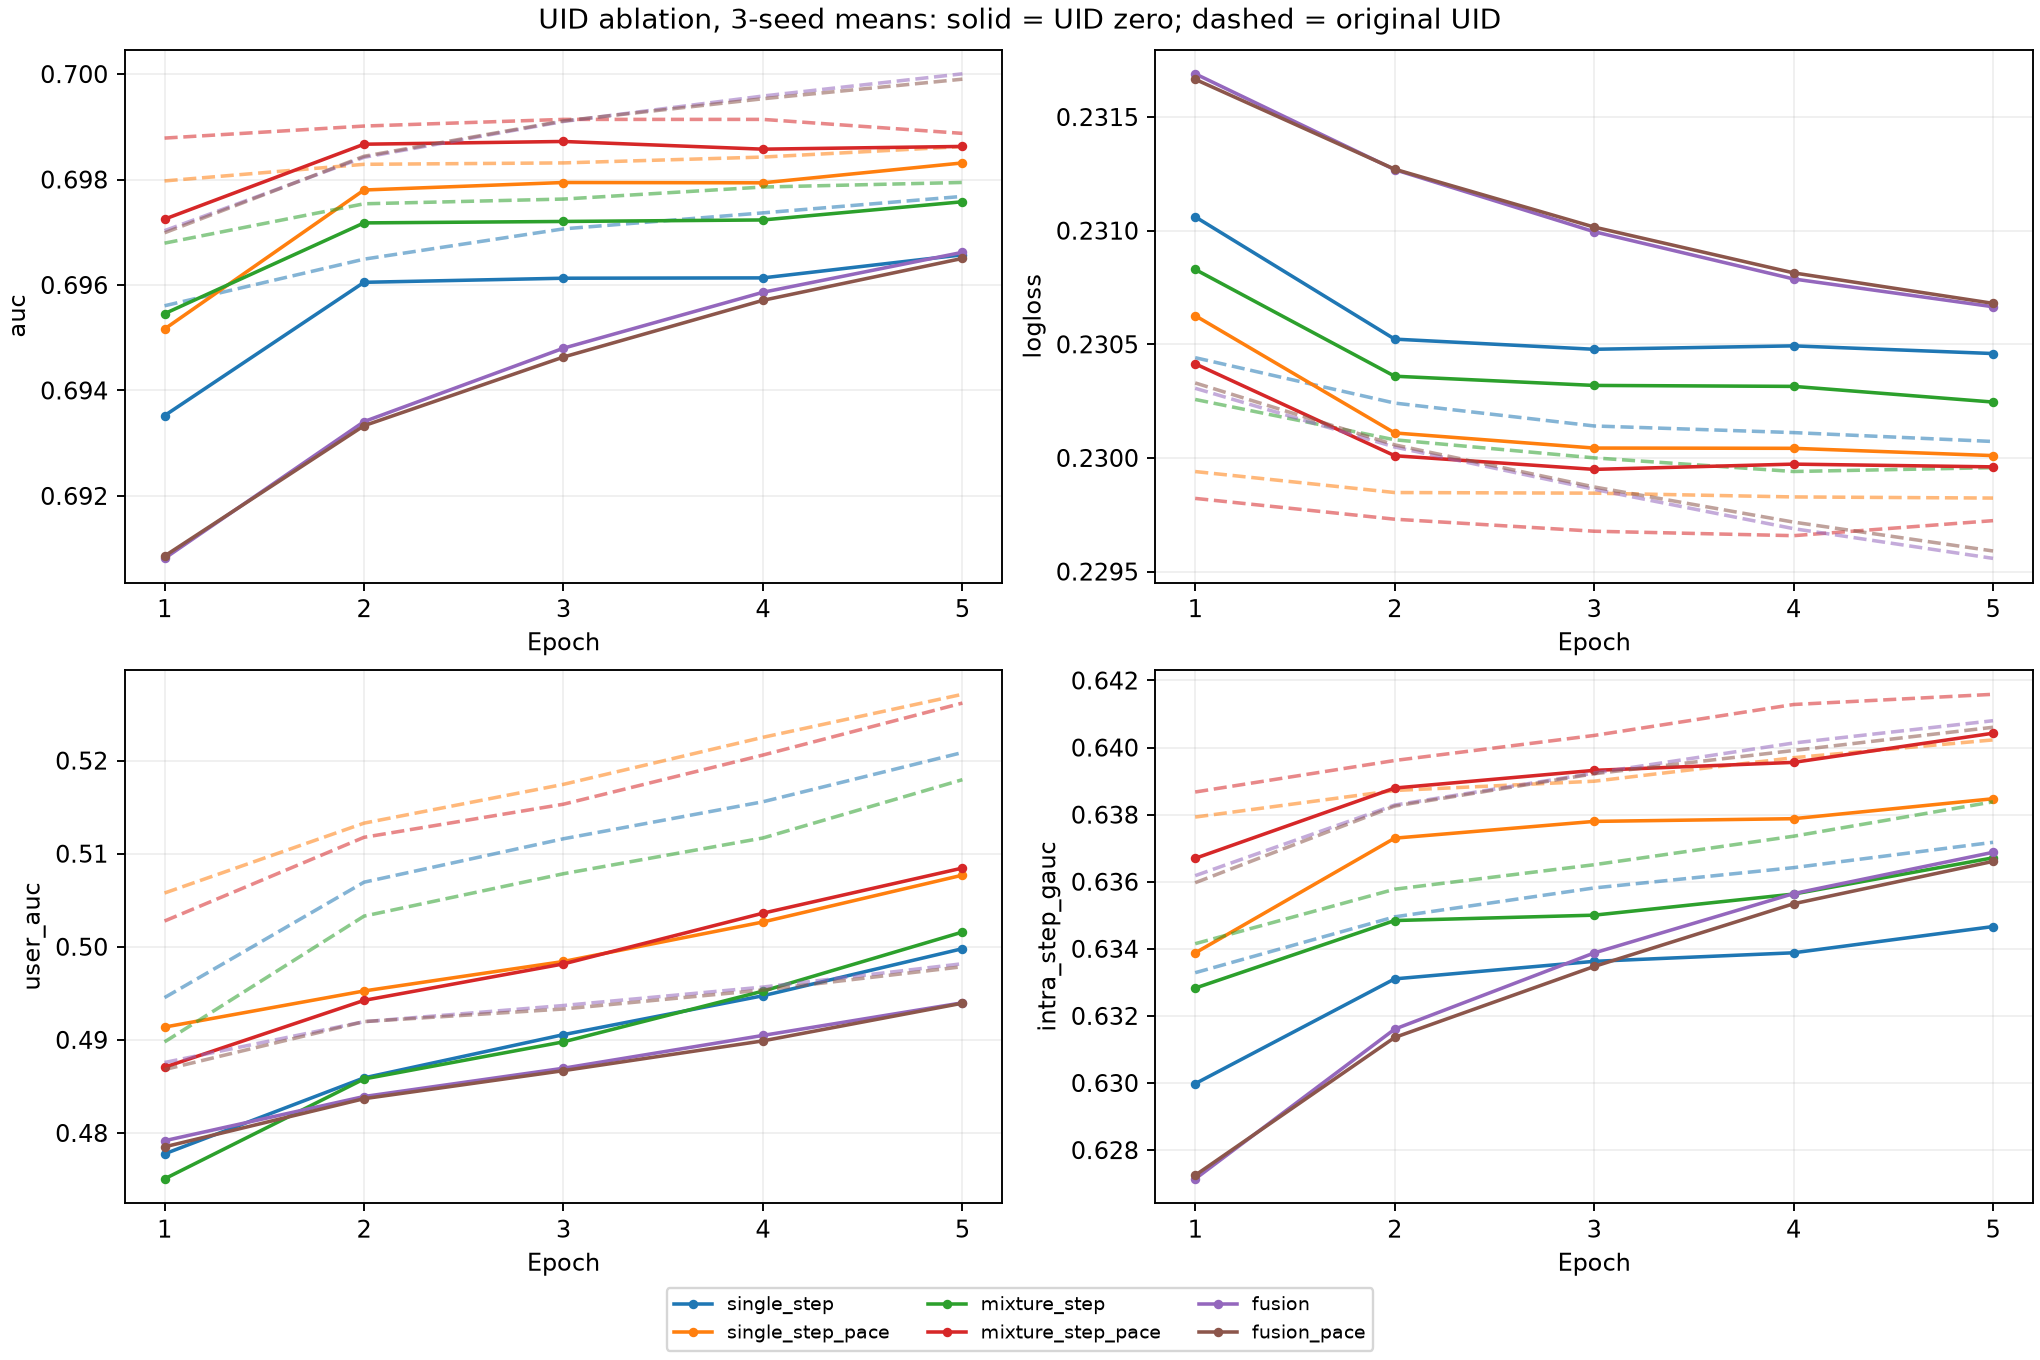 UID ablation, 3-seed means: solid = UID zero; dashed = original UID
auc
0.700
0.698
0.696
0.694
0.692
1 2 3 4 5
Epoch
logloss
0.2315
0.2310
0.2305
0.2300
0.2295
1 2 3 4 5
Epoch
user_auc
0.52
0.51
0.50
0.49
0.48
1 2 3 4 5
Epoch
intra_step_gauc
0.642
0.640
0.638
0.636
0.634
0.632
0.630
0.628
1 2 3 4 5
Epoch
single_step
single_step_pace
mixture_step
mixture_step_pace
fusion
fusion_pace